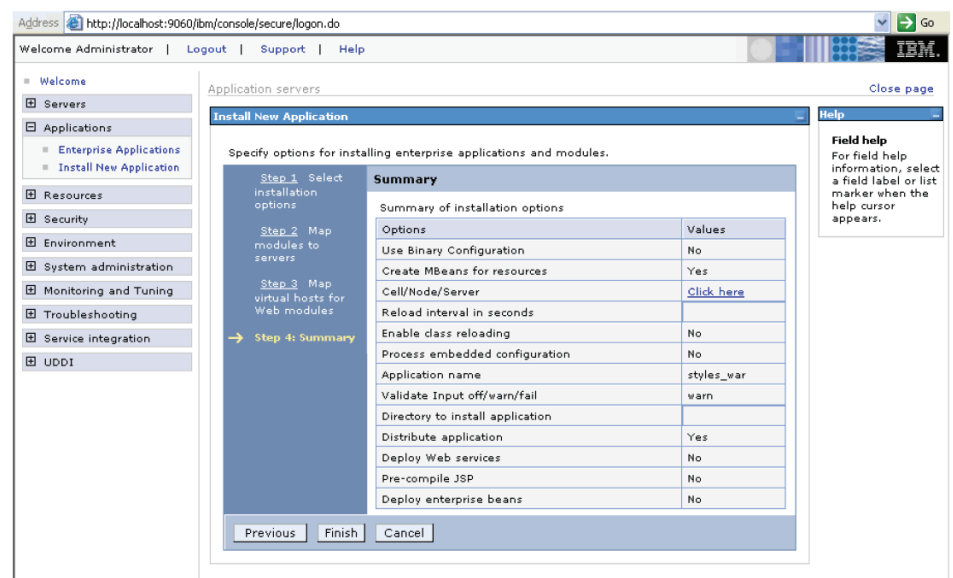 Address http://localhost:9060/ibm/console/secure/logon.do Go
Welcome Administrator | Logout | Support | Help IBM.
Welcome
Servers
Applications
Enterprise Applications
Install New Application
Resources
Security
Environment
System administration
Monitoring and Tuning
Troubleshooting
Service integration
UDDI
Application servers Close page
Install New Application
Specify options for installing enterprise applications and modules.
Step 1 Select
installation
options
Step 2 Map
modules to
servers
Step 3 Map
virtual hosts for
Web modules
Step 4: Summary
Summary
Summary of installation options
Options Values
Use Binary Configuration No
Create MBeans for resources Yes
Cell/Node/Server Click here
Reload interval in seconds
Enable class reloading No
Process embedded configuration No
Application name styles_war
Validate Input off/warn/fail warn
Directory to install application
Distribute application Yes
Deploy Web services No
Pre-compile JSP No
Deploy enterprise beans No
Previous Finish Cancel
Help
Field help
For field help
information, select
a field label or list
marker when the
help cursor
appears.